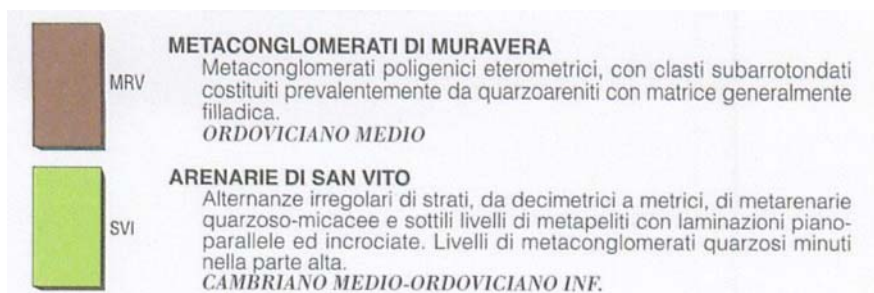 METACONGLOMERATI DI MURAVERA
MRV
Metaconglomerati poligenici eterometrici, con clasti subarrotondati
costituiti prevalentemente da quarzoareniti con matrice generalmente
filladica.
ORDOVICIANO MEDIO
ARENARIE DI SAN VITO
SVI
Alternanze irregolari di strati, da decimetrici a metrici, di metarenarie
quarzoso-micacee e sottili livelli di metapeliti con laminazioni piano-
parallele ed incrociate. Livelli di metaconglomerati quarzosi minuti
nella parte alta.
CAMBRIANO MEDIO-ORDOVICIANO INF.